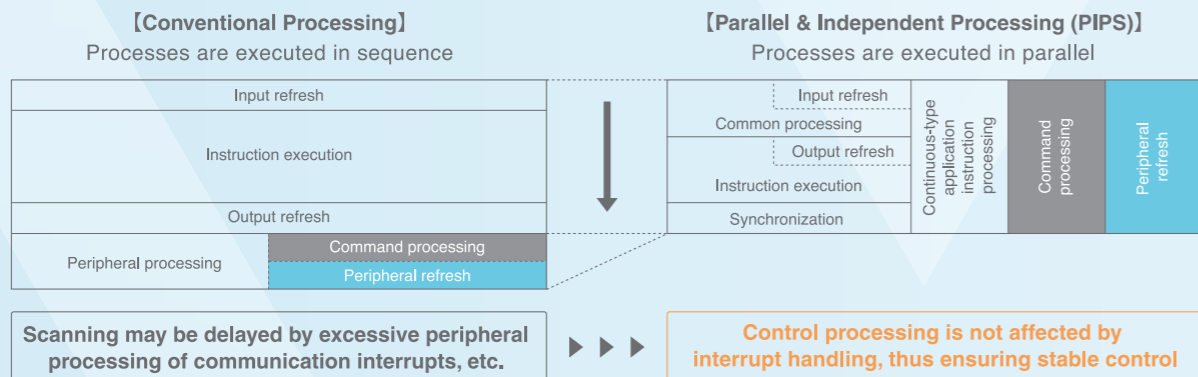 【Conventional Processing】
Processes are executed in sequence
Input refresh
Instruction execution
Output refresh
Peripheral processing
Command processing
Peripheral refresh
Scanning may be delayed by excessive peripheral
processing of communication interrupts, etc.
【Parallel & Independent Processing (PIPS)】
Processes are executed in parallel
Input refresh
Common processing
Output refresh
Instruction execution
Synchronization
Continuous-type
application
instruction
processing
Command
processing
Peripheral
refresh
Control processing is not affected by
interrupt handling, thus ensuring stable control